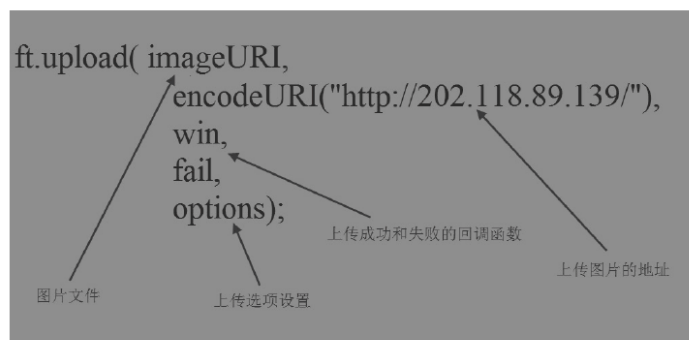 ft.upload( imageURI,
encodeURI("http://202.118.89.139/"),
win,
fail,
options);
上传成功和失败的回调函数
上传图片的地址
图片文件
上传选项设置